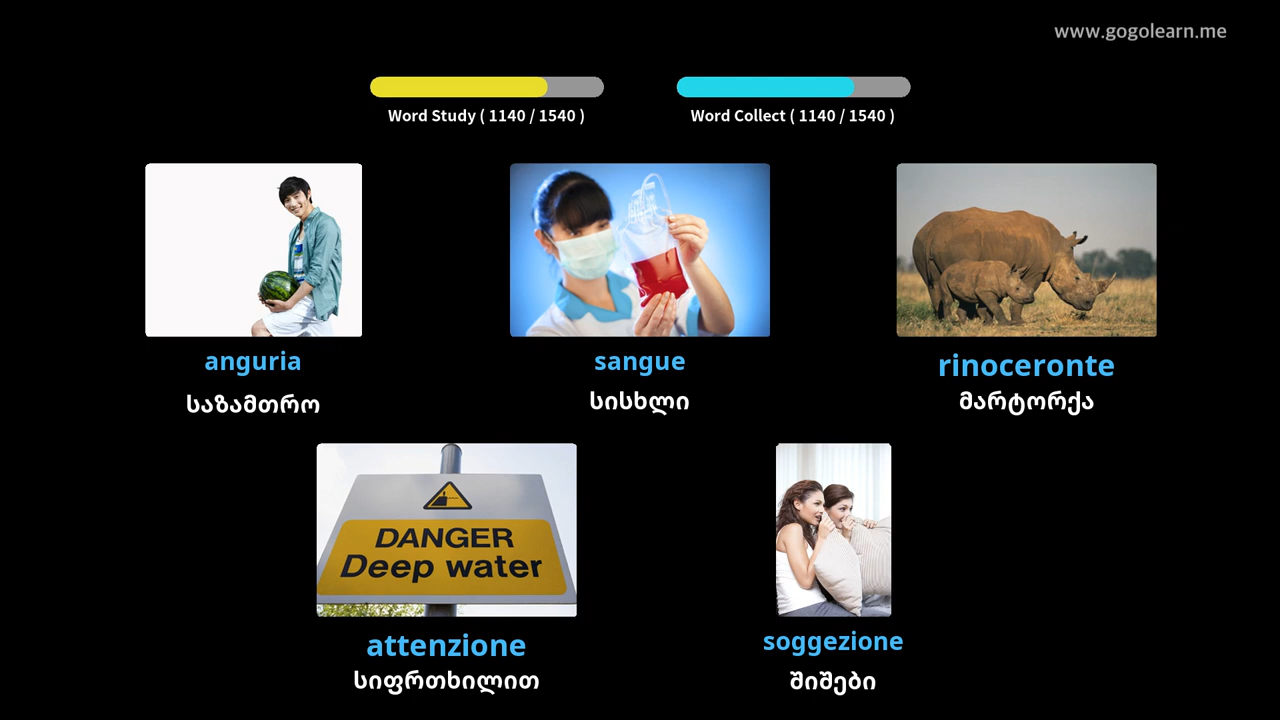 www.gogolearn.me
Word Study ( 1140 / 1540 )
Word Collect ( 1140 / 1540 )
anguria
საზამთრო
sangue
სისხლი
rinoceronte
მარტორქა
DANGER
Deep water
attenzione
სიფრთხილით
soggezione
შიშები